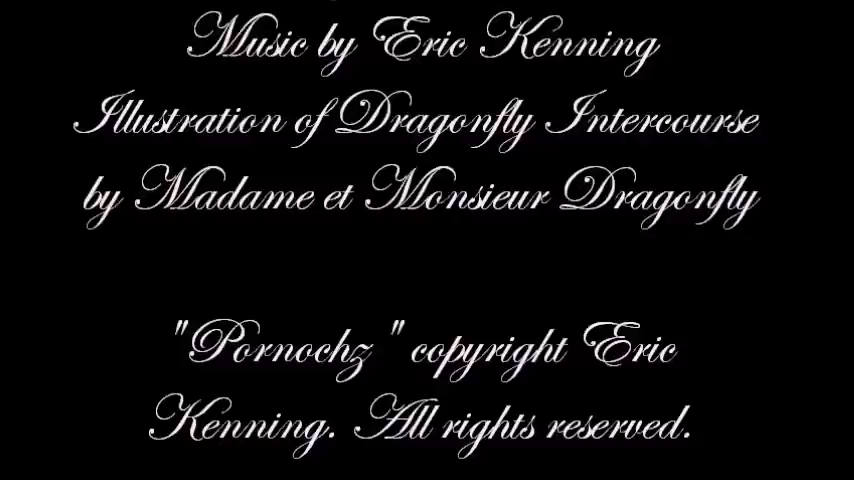 Music by Eric Kenning
Illustration of Dragonfly Intercourse
by Madame et Monsieur Dragonfly
"Pornochz" copyright Eric
Kenning. All rights reserved.